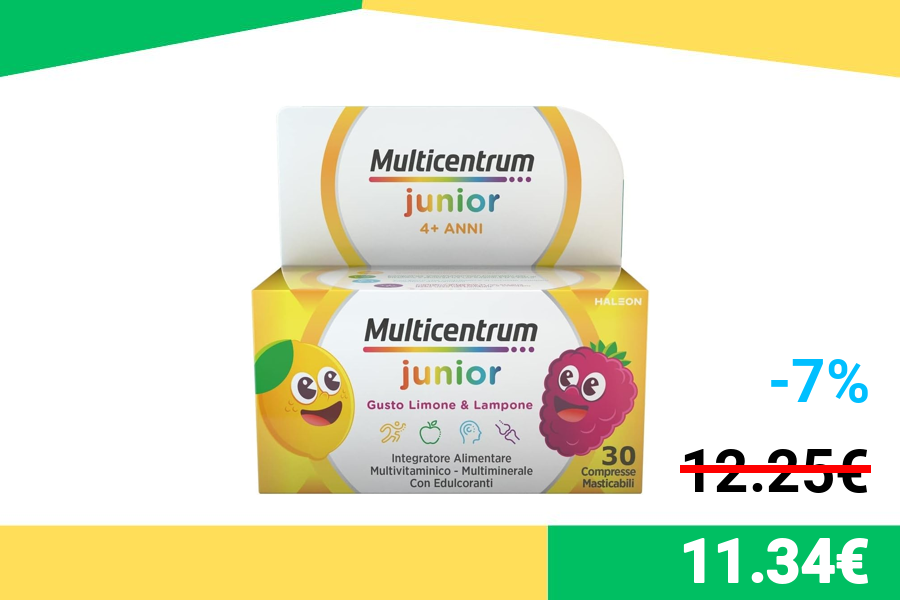 Multicentrum
junior
4+ ANNI
HALEON
Multicentrum
junior
Gusto Limone & Lampone
Integratore Alimentare
Multivitaminico - Multiminerale
Con Edulcoranti
30
Compresse
Masticabili
-7%
12.25€
11.34€